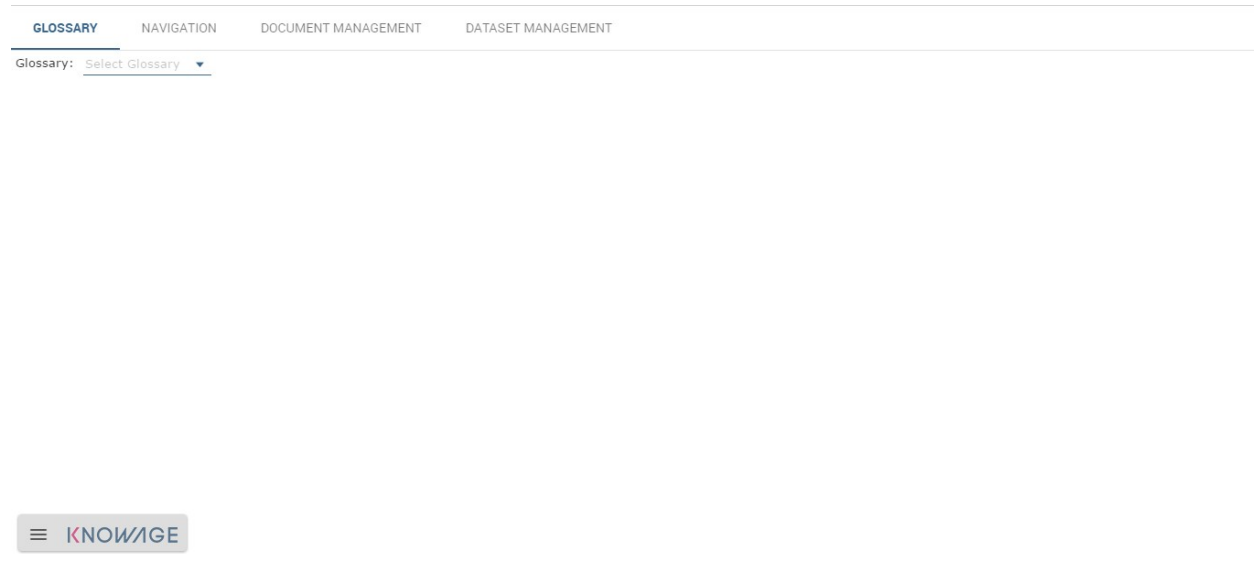 GLOSSARY NAVIGATION DOCUMENT MANAGEMENT DATASET MANAGEMENT
Glossary: Select Glossary
KNOWAGE